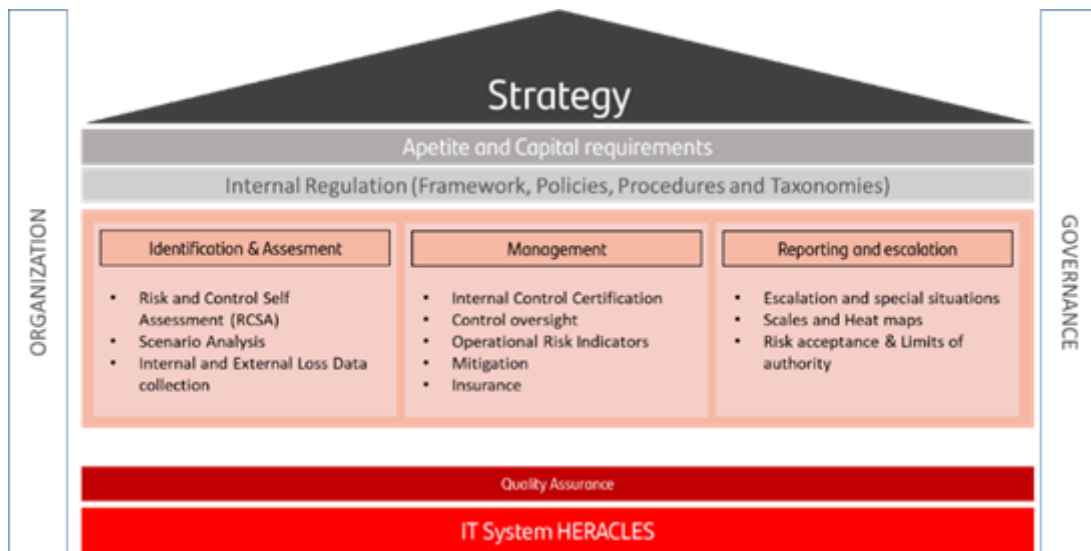 Strategy
Apetite and Capital requirements
Internal Regulation (Framework, Policies, Procedures and Taxonomies)
ORGANIZATION
Identification & Assesment
• Risk and Control Self
Assessment (RCSA)
• Scenario Analysis
• Internal and External Loss Data
collection
Management
• Internal Control Certification
• Control oversight
• Operational Risk Indicators
• Mitigation
• Insurance
Reporting and escalation
• Escalation and special situations
• Scales and Heat maps
• Risk acceptance & Limits of
authority
GOVERNANCE
Quality Assurance
IT System HERACLES